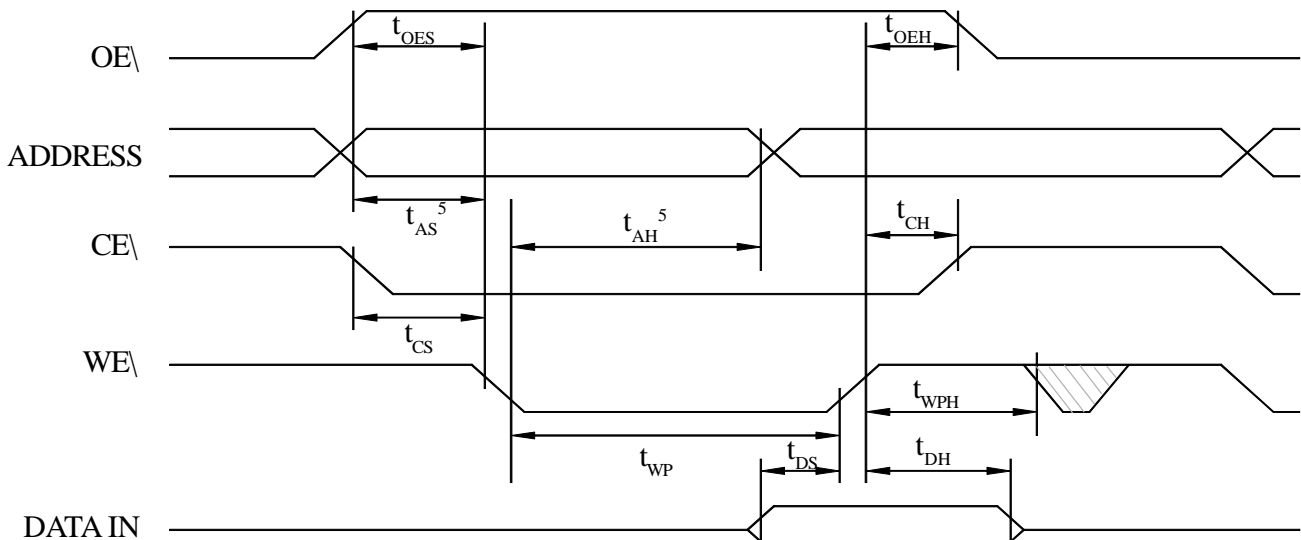 t_OES
t_OEH
OE\
ADDRESS
t_AS^5
t_AH^5
t_CH
CE\
t_CS
WE\
t_WPH
t_WP
t_DS
t_DH
DATA IN